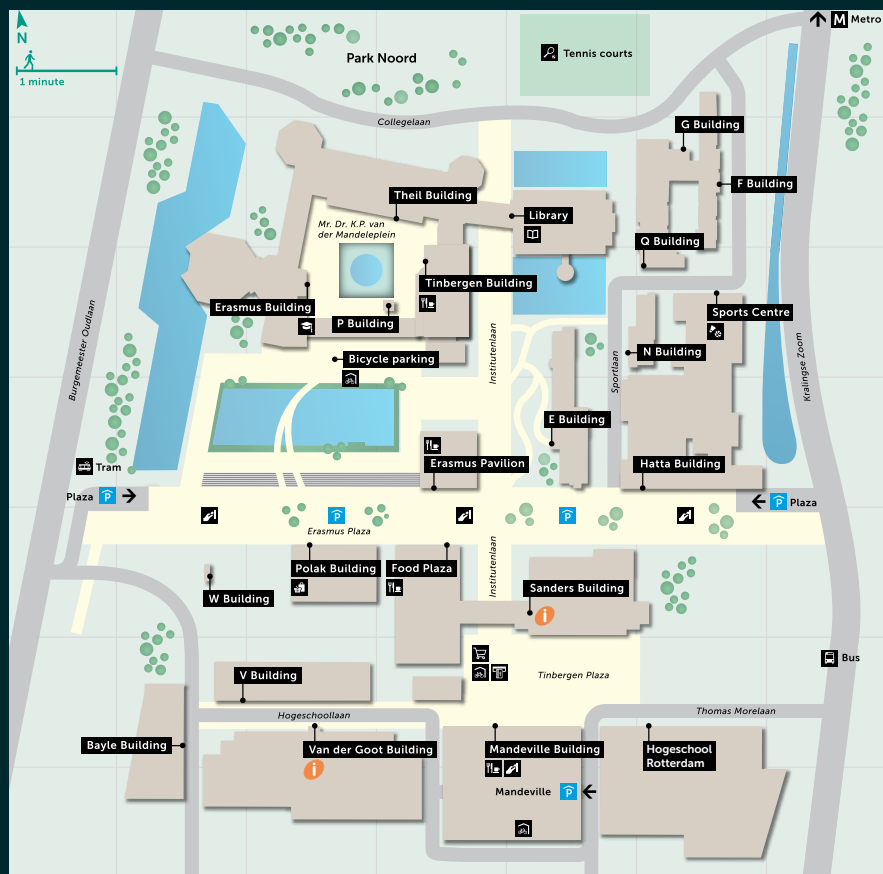 M Metro
N
1 minute
Park Noord
Tennis courts
Collegelaan
G Building
F Building
Theil Building
Library
Mr. Dr. K.P. van
der Mandeleplein
Q Building
Tinbergen Building
Erasmus Building
P Building
Sports Centre
Burgemeester Oudlaan
Institutenlaan
Sportlaan
Kralingse Zoom
N Building
Bicycle parking
E Building
Erasmus Pavilion
Hatta Building
Tram
Plaza P
P Plaza
P
P
Erasmus Plaza
Institutenlaan
Polak Building
Food Plaza
W Building
Sanders Building
i
Bus
V Building
Tinbergen Plaza
Hogeschoollaan
Thomas Morelaan
Bayle Building
Van der Goot Building
i
Mandeville Building
Hogeschool
Rotterdam
Mandeville P